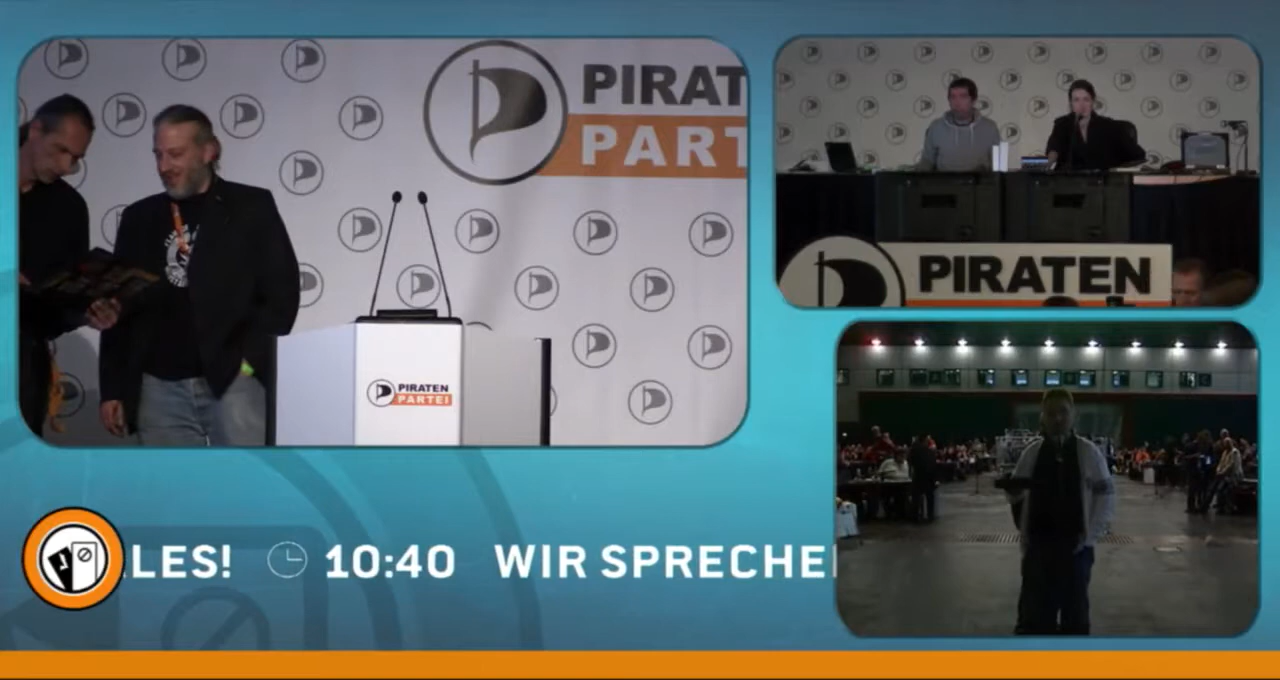 PIRAT
PART
PIRATEN
PARTEI
PIRATEN
LES! 10:40 WIR SPRECHE